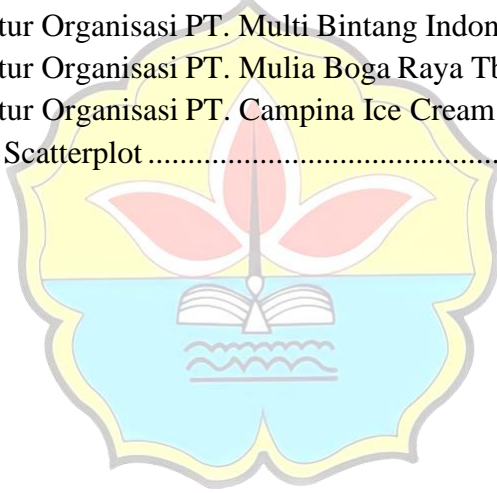 tur Organisasi PT. Multi Bintang Indon
tur Organisasi PT. Mulia Boga Raya Tb
tur Organisasi PT. Campina Ice Cream
Scatterplot ............................................